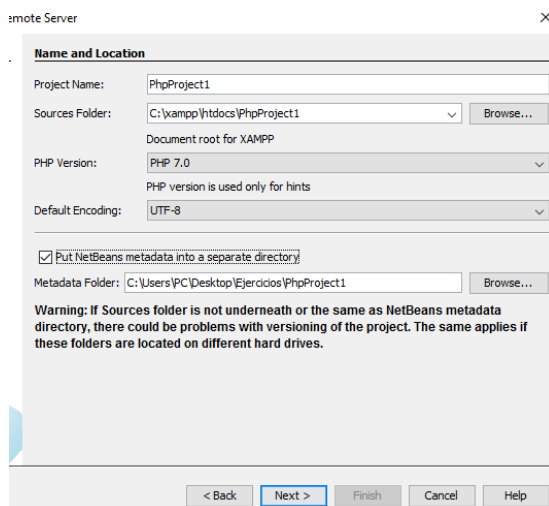 emote Server
Name and Location
Project Name: PhpProject1
Sources Folder: C:\xampp\htdocs\PhpProject1 Browse...
Document root for XAMPP
PHP Version: PHP 7.0
PHP version is used only for hints
Default Encoding: UTF-8
Put NetBeans metadata into a separate directory
Metadata Folder: C:\Users\PC\Desktop\Ejercicios\PhpProject1 Browse...
Warning: If Sources folder is not underneath or the same as NetBeans metadata
directory, there could be problems with versioning of the project. The same applies if
these folders are located on different hard drives.
< Back Next > Finish Cancel Help